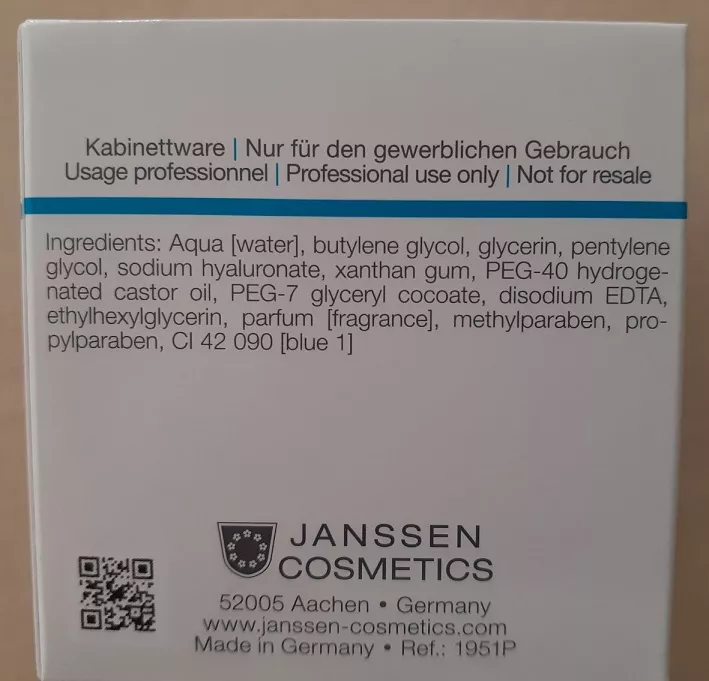 Kabinettware | Nur für den gewerblichen Gebrauch
Usage professionnel | Professional use only | Not for resale
Ingredients: Aqua [water], butylene glycol, glycerin, pentylene
glycol, sodium hyaluronate, xanthan gum, PEG-40 hydroge-
nated castor oil, PEG-7 glyceryl cocoate, disodium EDTA,
ethylhexylglycerin, parfum [fragrance], methylparaben, pro-
pylparaben, CI 42 090 [blue 1]
JANSSEN
COSMETICS
52005 Aachen • Germany
www.janssen-cosmetics.com
Made in Germany • Ref.: 1951P